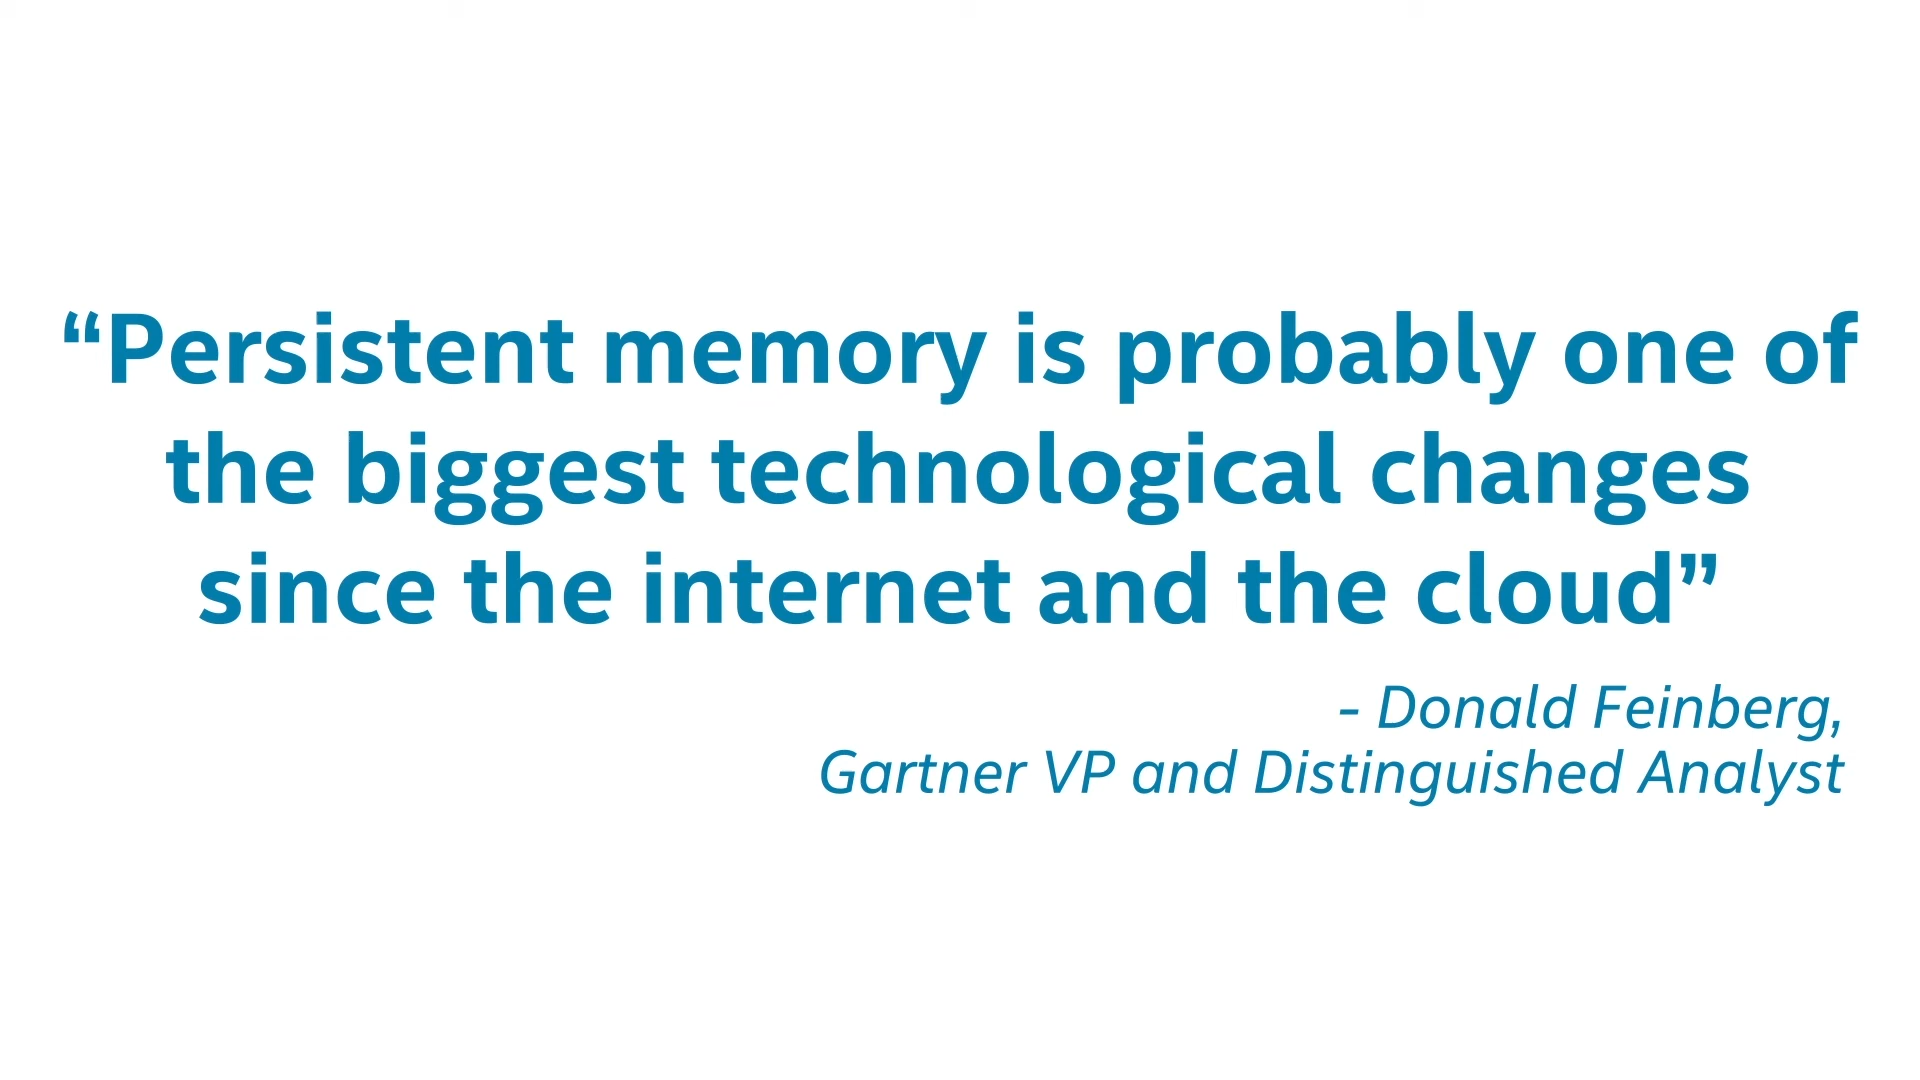 “Persistent memory is probably one of
the biggest technological changes
since the internet and the cloud”
- Donald Feinberg,
Gartner VP and Distinguished Analyst